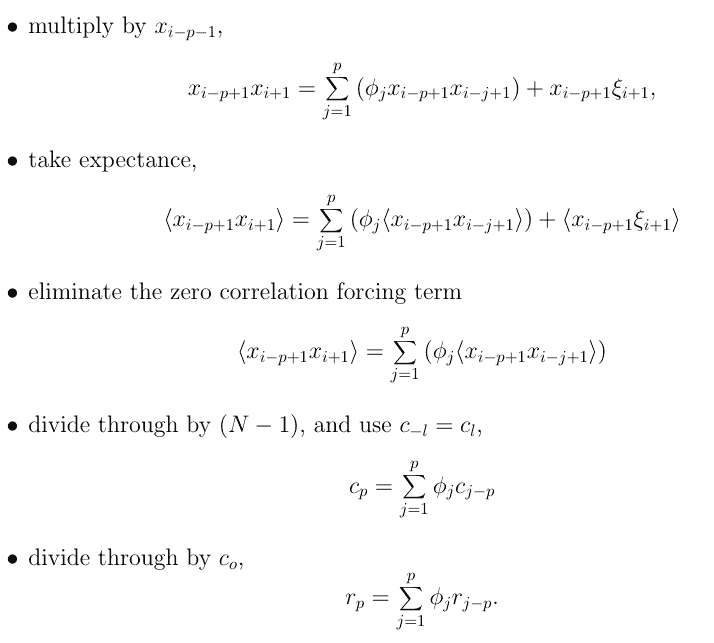 • multiply by $x_{i-p-1}$,
$x_{i-p+1}x_{i+1} = \sum_{j=1}^{p} (\phi_j x_{i-p+1}x_{i-j+1}) + x_{i-p+1}\xi_{i+1},$
• take expectance,
$\langle x_{i-p+1}x_{i+1} \rangle = \sum_{j=1}^{p} (\phi_j \langle x_{i-p+1}x_{i-j+1} \rangle) + \langle x_{i-p+1}\xi_{i+1} \rangle$
• eliminate the zero correlation forcing term
$\langle x_{i-p+1}x_{i+1} \rangle = \sum_{j=1}^{p} (\phi_j \langle x_{i-p+1}x_{i-j+1} \rangle)$
• divide through by $(N-1)$, and use $c_{-l} = c_l$,
$c_p = \sum_{j=1}^{p} \phi_j c_{j-p}$
• divide through by $c_o$,
$r_p = \sum_{j=1}^{p} \phi_j r_{j-p}.$